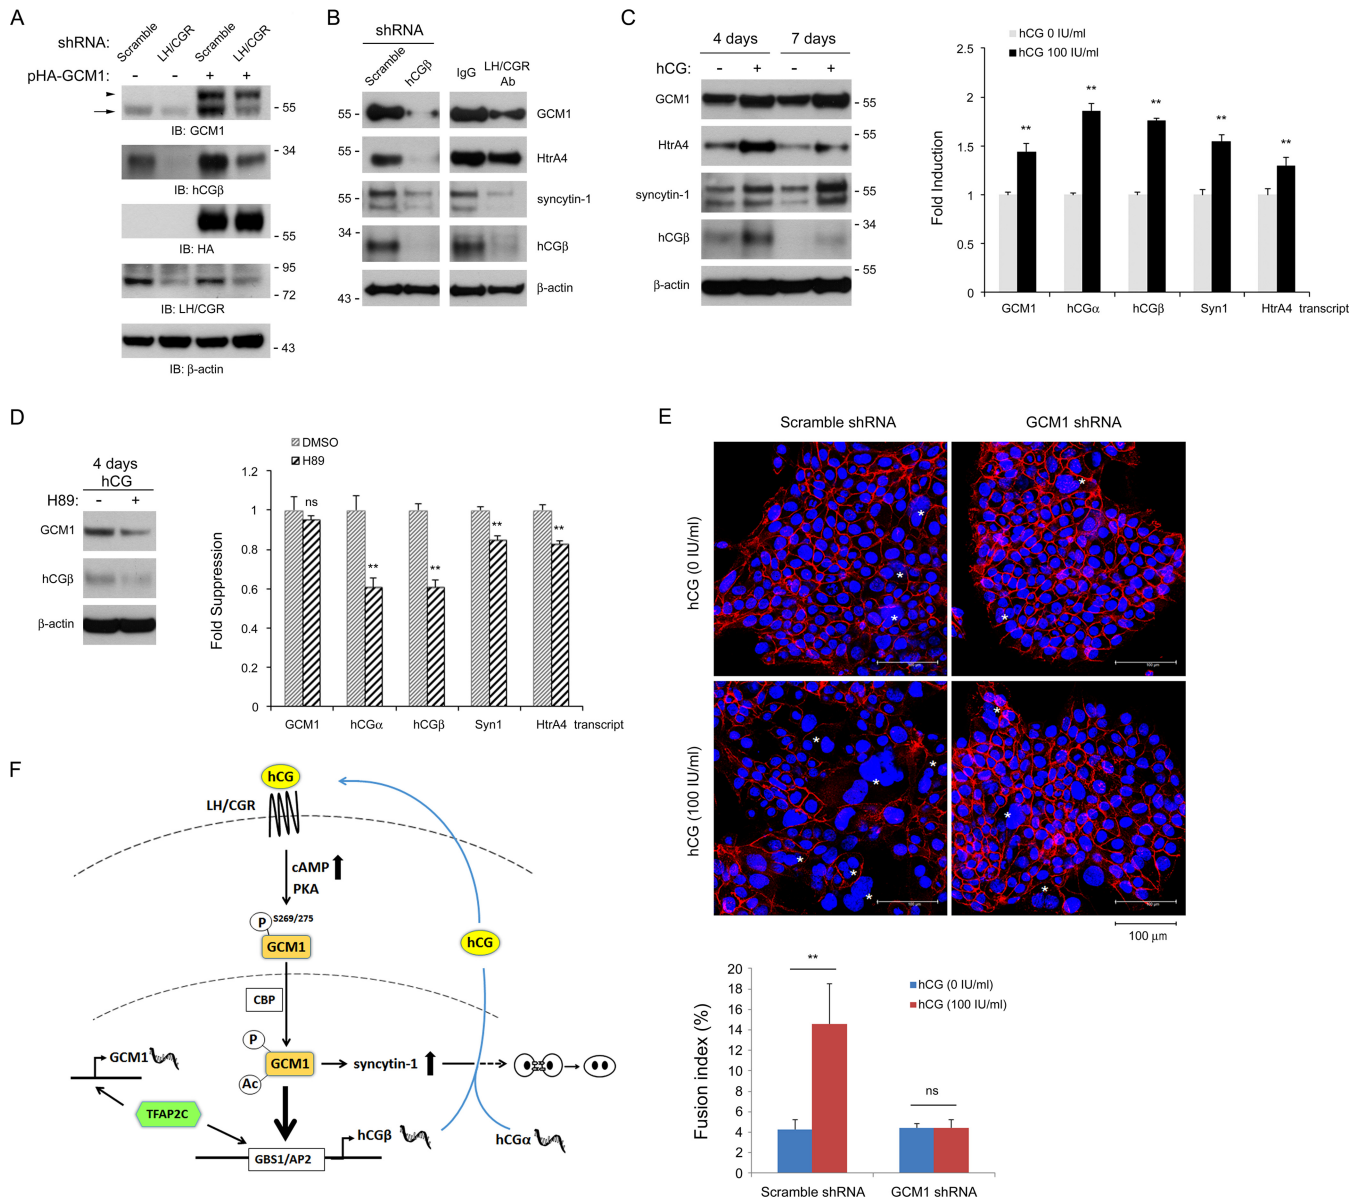 A
shRNA:
Scramble
LH/CGR
Scramble
LH/CGR
pHA-GCM1:
- - + +
55
IB: GCM1
34
IB: hCGβ
55
IB: HA
95
72
IB: LH/CGR
43
IB: β-actin
B
shRNA
Scramble
hCGβ
IgG
LH/CGR
Ab
55
GCM1
55
HtrA4
55
syncytin-1
34
hCGβ
43
β-actin
C
4 days
7 days
hCG: - + - +
GCM1
55
55
HtrA4
55
syncytin-1
34
hCGβ
55
β-actin
hCG 0 IU/ml
hCG 100 IU/ml
Fold Induction
2.5
2
1.5
1
0.5
0
**
**
**
**
**
GCM1
hCGα
hCGβ
Syn1
HtrA4
transcript
D
4 days
hCG
H89: - +
GCM1
hCGβ
β-actin
DMSO
H89
Fold Suppression
1.2
1
0.8
0.6
0.4
0.2
0
ns
**
**
**
**
GCM1
hCGα
hCGβ
Syn1
HtrA4
transcript
E
Scramble shRNA
GCM1 shRNA
hCG (0 IU/ml)
hCG (100 IU/ml)
*
*
*
*
*
*
*
*
*
*
*
*
*
*
100 μm
100 μm
100 μm
100 μm
100 μm
Fusion index (%)
20
18
16
14
12
10
8
6
4
2
0
**
ns
hCG (0 IU/ml)
hCG (100 IU/ml)
Scramble shRNA
GCM1 shRNA
F
hCG
LH/CGR
cAMP
PKA
P
S269/275
GCM1
hCG
CBP
P
GCM1
Ac
syncytin-1
GCM1
TFAP2C
GBS1/AP2
hCGβ
hCGα